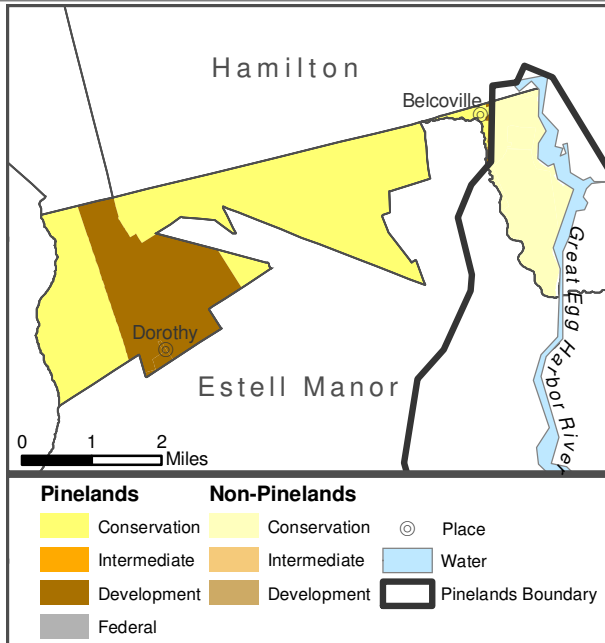 Hamilton
Belcoville
Great Egg Harbor River
Dorothy
Estell Manor
0 1 2
Miles
Pinelands Non-Pinelands
Conservation Conservation Place
Intermediate Intermediate Water
Development Development Pinelands Boundary
Federal